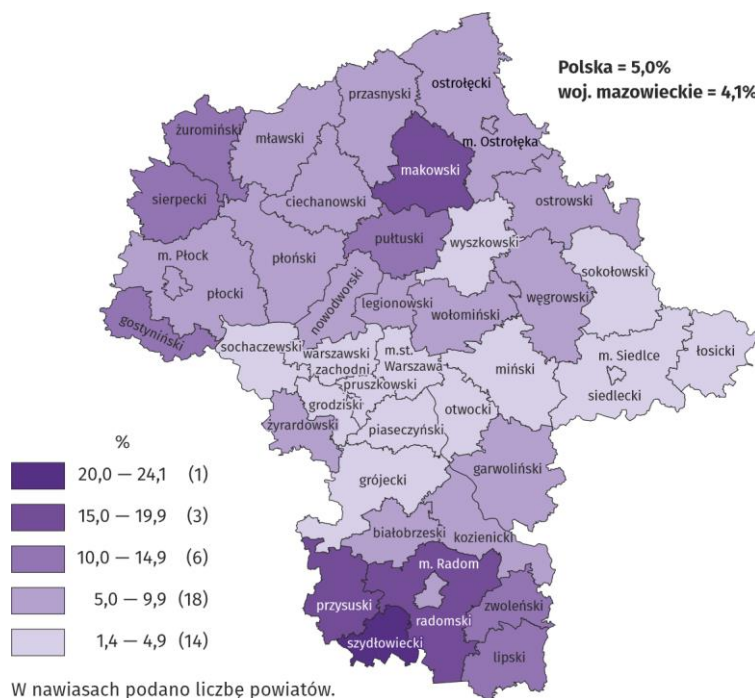 Polska = 5,0%
woj. mazowieckie = 4,1%
ostrołęcki
przasnyski
żuromiński
mławski
m. Ostrołęka
makowski
sierpecki
ciechanowski
ostrowski
pułtuski
wyszkowski
m. Płock
płoński
sokołowski
nowodworski
płocki
legionowski
wołomiński
węgrowski
gostyniński
sochaczewski
warszawski
zachodni
m.st.
Warszawa
miński
m. Siedlce
łosicki
pruszkowski
siedlecki
grodziski
otwocki
piaseczyński
żyrardowski
garwoliński
grójecki
białobrzeski
kozienicki
m. Radom
przysuski
zwoleński
radomski
szydłowiecki
lipski
%
20,0 — 24,1 (1)
15,0 — 19,9 (3)
10,0 — 14,9 (6)
5,0 — 9,9 (18)
1,4 — 4,9 (14)
W nawiasach podano liczbę powiatów.